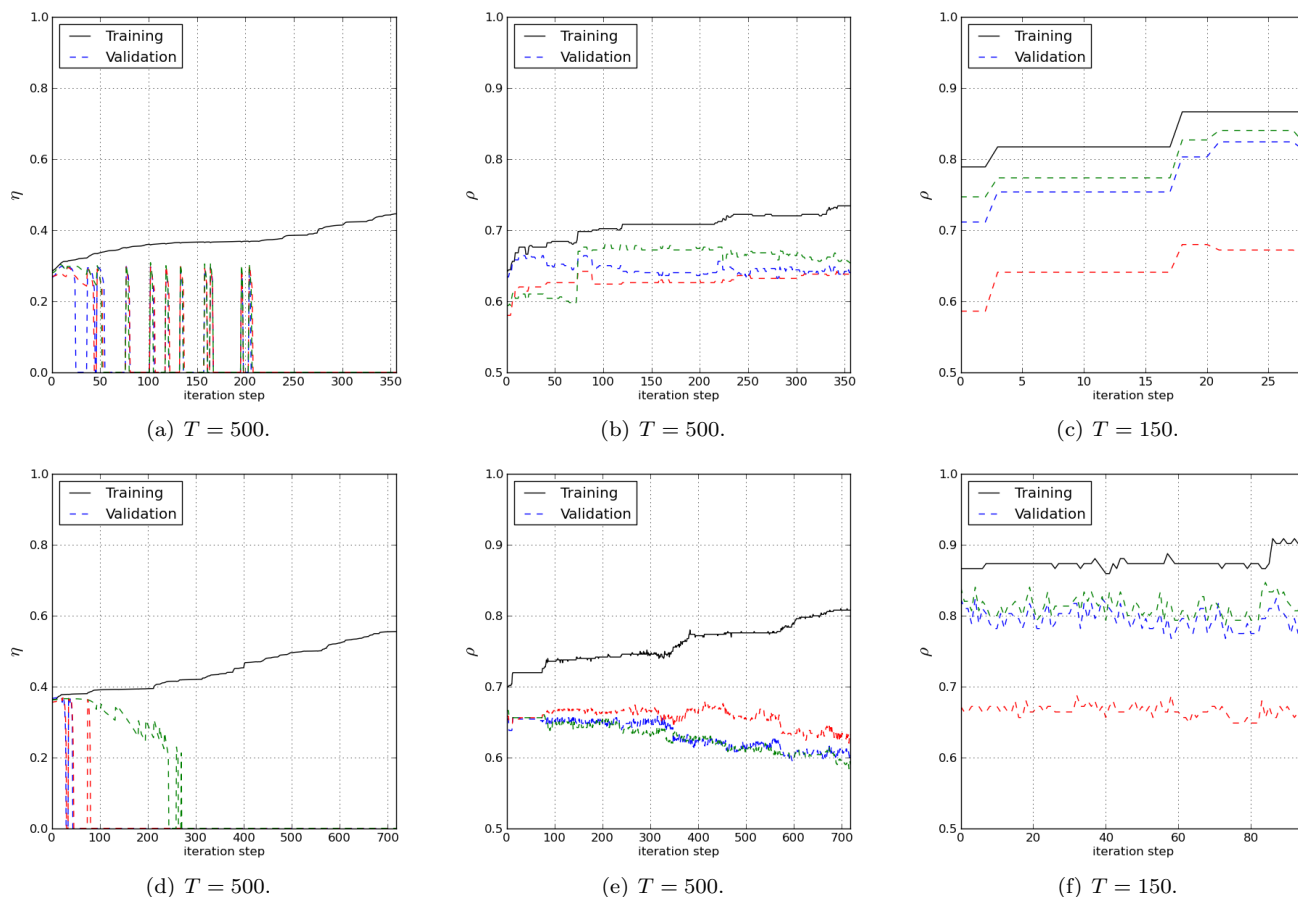 Training
Validation
η
1.0
0.8
0.6
0.4
0.2
0.0
0 50 100 150 200 250 300 350
iteration step
(a) T = 500.
Training
Validation
ρ
1.0
0.9
0.8
0.7
0.6
0.5
0 50 100 150 200 250 300 350
iteration step
(b) T = 500.
Training
Validation
ρ
1.0
0.9
0.8
0.7
0.6
0.5
0 5 10 15 20 25
iteration step
(c) T = 150.
Training
Validation
η
1.0
0.8
0.6
0.4
0.2
0.0
0 100 200 300 400 500 600 700
iteration step
(d) T = 500.
Training
Validation
ρ
1.0
0.9
0.8
0.7
0.6
0.5
0 100 200 300 400 500 600 700
iteration step
(e) T = 500.
Training
Validation
ρ
1.0
0.9
0.8
0.7
0.6
0.5
0 20 40 60 80
iteration step
(f) T = 150.